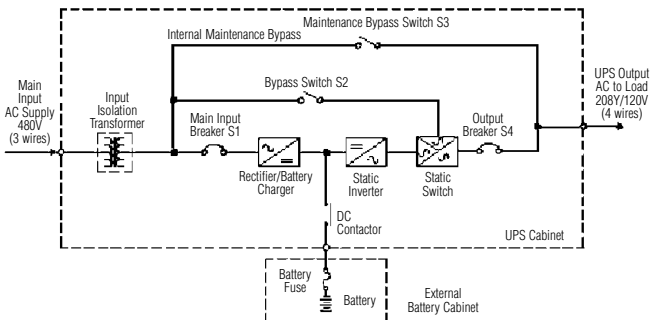 Maintenance Bypass Switch S3
Internal Maintenance Bypass
Main
Input
AC Supply
480V
(3 wires)
Input
Isolation
Transformer
Bypass Switch S2
Main Input
Breaker S1
Output
Breaker S4
UPS Output
AC to Load
208Y/120V
(4 wires)
Rectifier/Battery
Charger
Static
Inverter
Static
Switch
DC
Contactor
UPS Cabinet
Battery
Fuse
Battery
External
Battery Cabinet